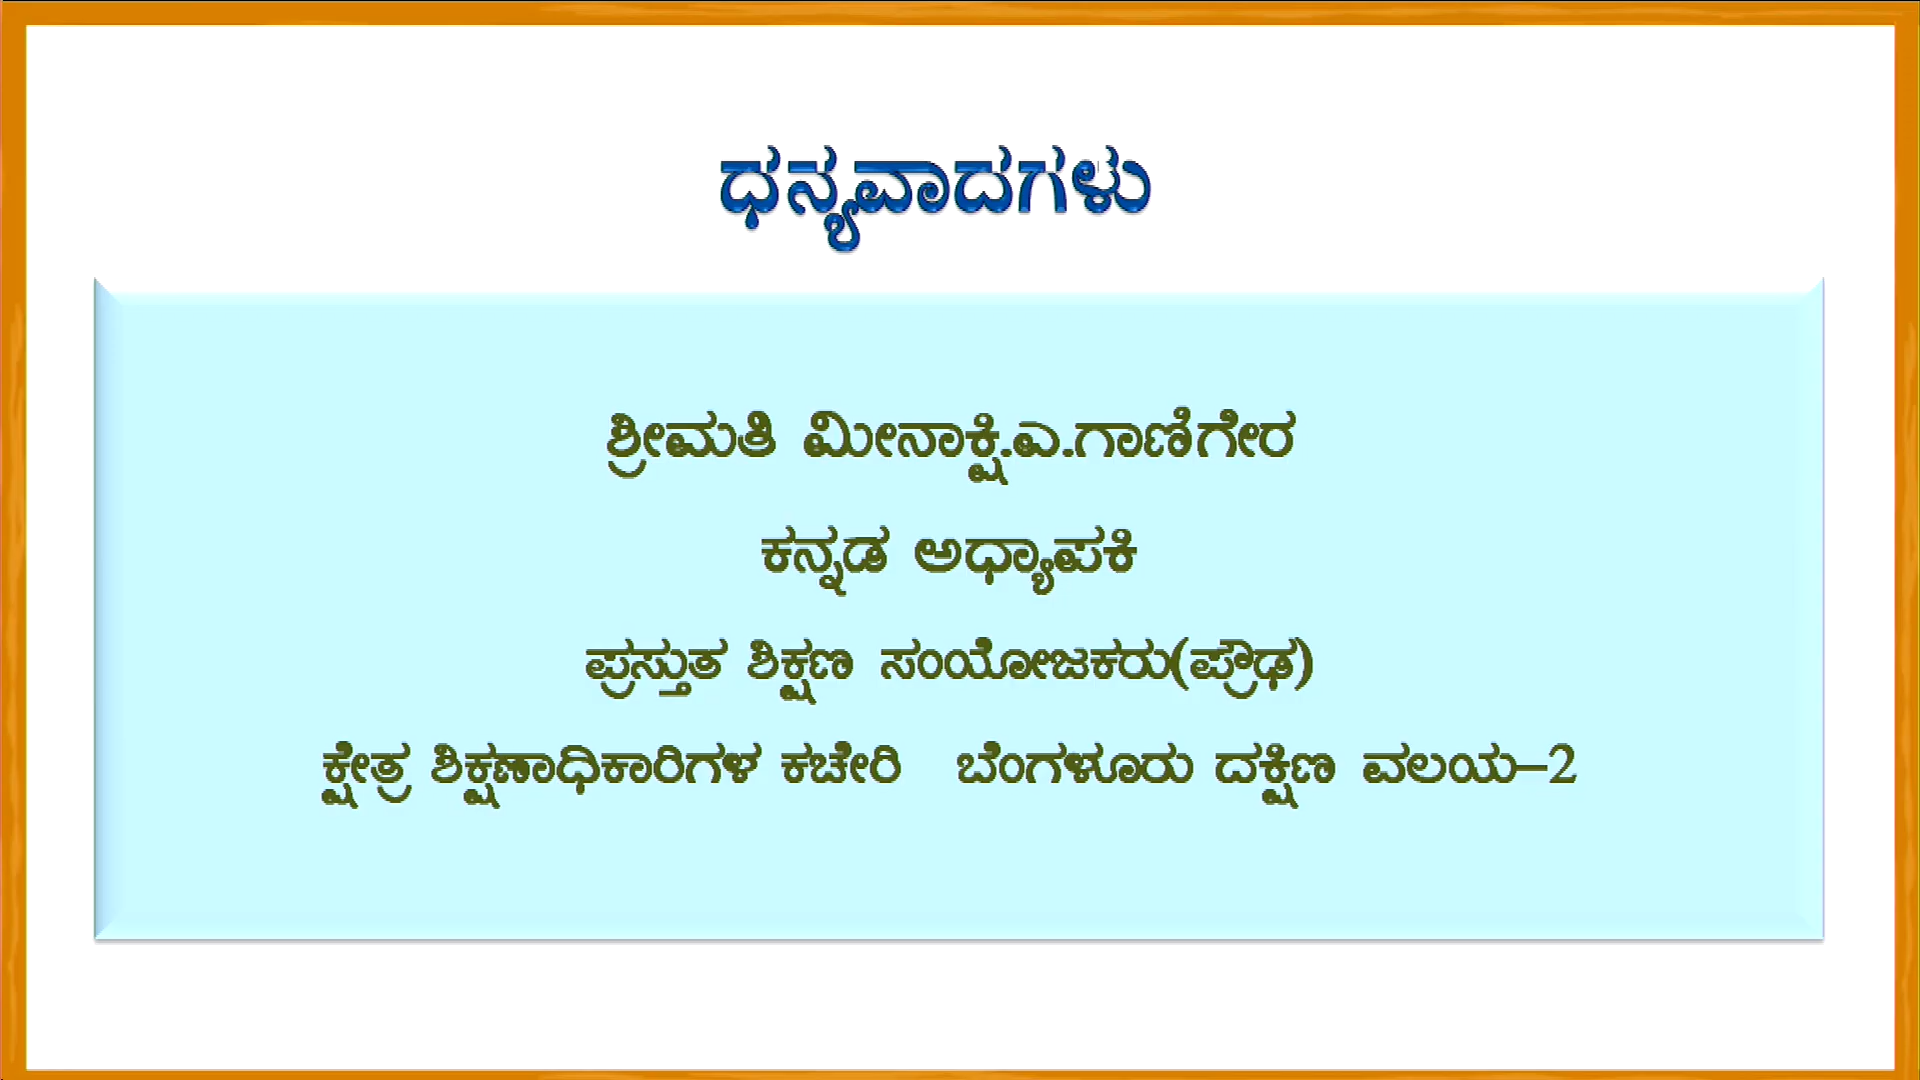 ಧನ್ಯವಾದಗಳು
ಶ್ರೀಮತಿ ಮೀನಾಕ್ಷಿ.ಎ.ಗಾಣಿಗೇರ
ಕನ್ನಡ ಅಧ್ಯಾಪಕಿ
ಪ್ರಸ್ತುತ ಶಿಕ್ಷಣ ಸಂಯೋಜಕರು(ಪ್ರೌಢ)
ಕ್ಷೇತ್ರ ಶಿಕ್ಷಣಾಧಿಕಾರಿಗಳ ಕಚೇರಿ ಬೆಂಗಳೂರು ದಕ್ಷಿಣ ವಲಯ–2